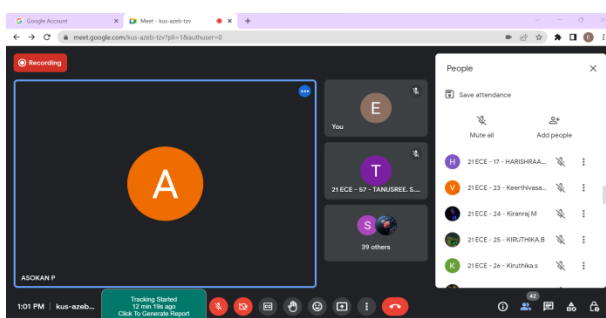 Google Account
Meet - kus-azeb-tzv
meet.google.com/kus-azeb-tzv?pli=1&authuser=0
E
Recording
People
Save attendance
Mute all
Add people
E
You
A
T
21 ECE - 57 - TANUSREE. S....
S
39 others
ASOKAN P
H
21 ECE - 17 - HARISHRAA...
V
21 ECE - 23 - Keerthivasa...
21 ECE - 24 - Kiranraj M
21 ECE - 25 - KIRUTHIKA.B
K
21 ECE - 26 - Kiruthika.s
1:01 PM | kus-azeb...
Tracking Started
12 min 19s ago
Click To Generate Report
42